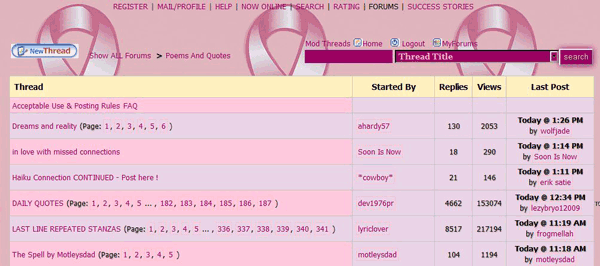 REGISTER | MAIL/PROFILE | HELP | NOW ONLINE | SEARCH | RATING | FORUMS | SUCCESS STORIES
Mod Threads Home Logout MyForums
NewThread Show ALL Forums > Poems And Quotes Thread Title search
Thread Started By Replies Views Last Post
Acceptable Use & Posting Rules FAQ
Dreams and reality (Page: 1, 2, 3, 4, 5, 6 ) ahardy57 130 2053 Today @ 1:26 PM
by wolfjade
in love with missed connections Soon Is Now 18 290 Today @ 1:14 PM
by Soon Is Now
Haiku Connection CONTINUED - Post here ! *cowboy* 21 146 Today @ 1:11 PM
by erik satie
DAILY QUOTES (Page: 1, 2, 3, 4, 5 ... , 182, 183, 184, 185, 186, 187 ) dev1976pr 4662 153074 Today @ 12:34 PM
by lezybryo12009
LAST LINE REPEATED STANZAS (Page: 1, 2, 3, 4, 5 ... , 336, 337, 338, 339, 340, 341 ) lyriclover 8517 217194 Today @ 11:19 AM
by frogmellah
The Spell by Motleysdad (Page: 1, 2, 3, 4, 5 ) motleysdad 104 1194 Today @ 11:18 AM
by motleysdad